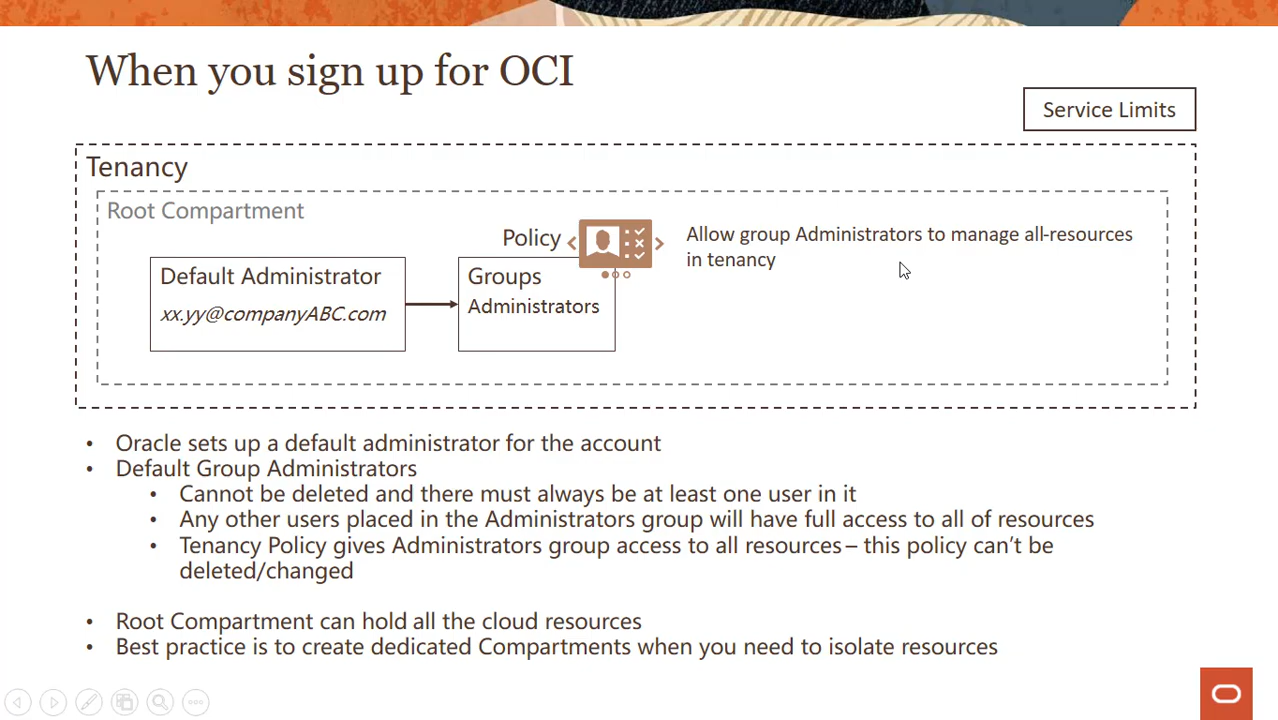 When you sign up for OCI
Service Limits
Tenancy
Root Compartment
Policy
Allow group Administrators to manage all-resources
in tenancy
Default Administrator
xx.yy@companyABC.com
Groups
Administrators
• Oracle sets up a default administrator for the account
• Default Group Administrators
• Cannot be deleted and there must always be at least one user in it
• Any other users placed in the Administrators group will have full access to all of resources
• Tenancy Policy gives Administrators group access to all resources – this policy can't be
deleted/changed
• Root Compartment can hold all the cloud resources
• Best practice is to create dedicated Compartments when you need to isolate resources